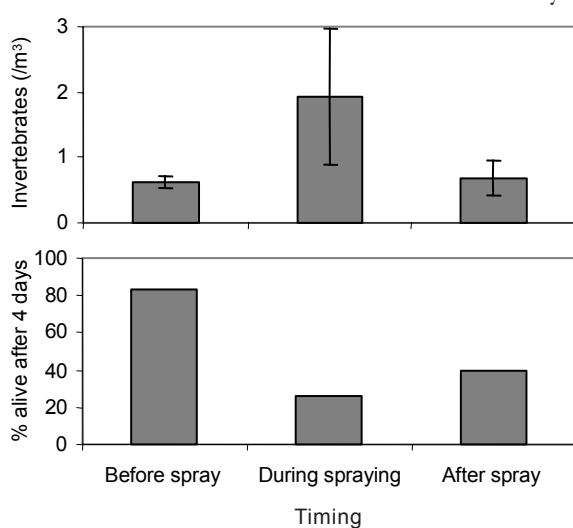 y
3
2
1
0
Invertebrates (/m³)
100
80
60
40
20
0
% alive after 4 days
Before spray During spraying After spray
Timing